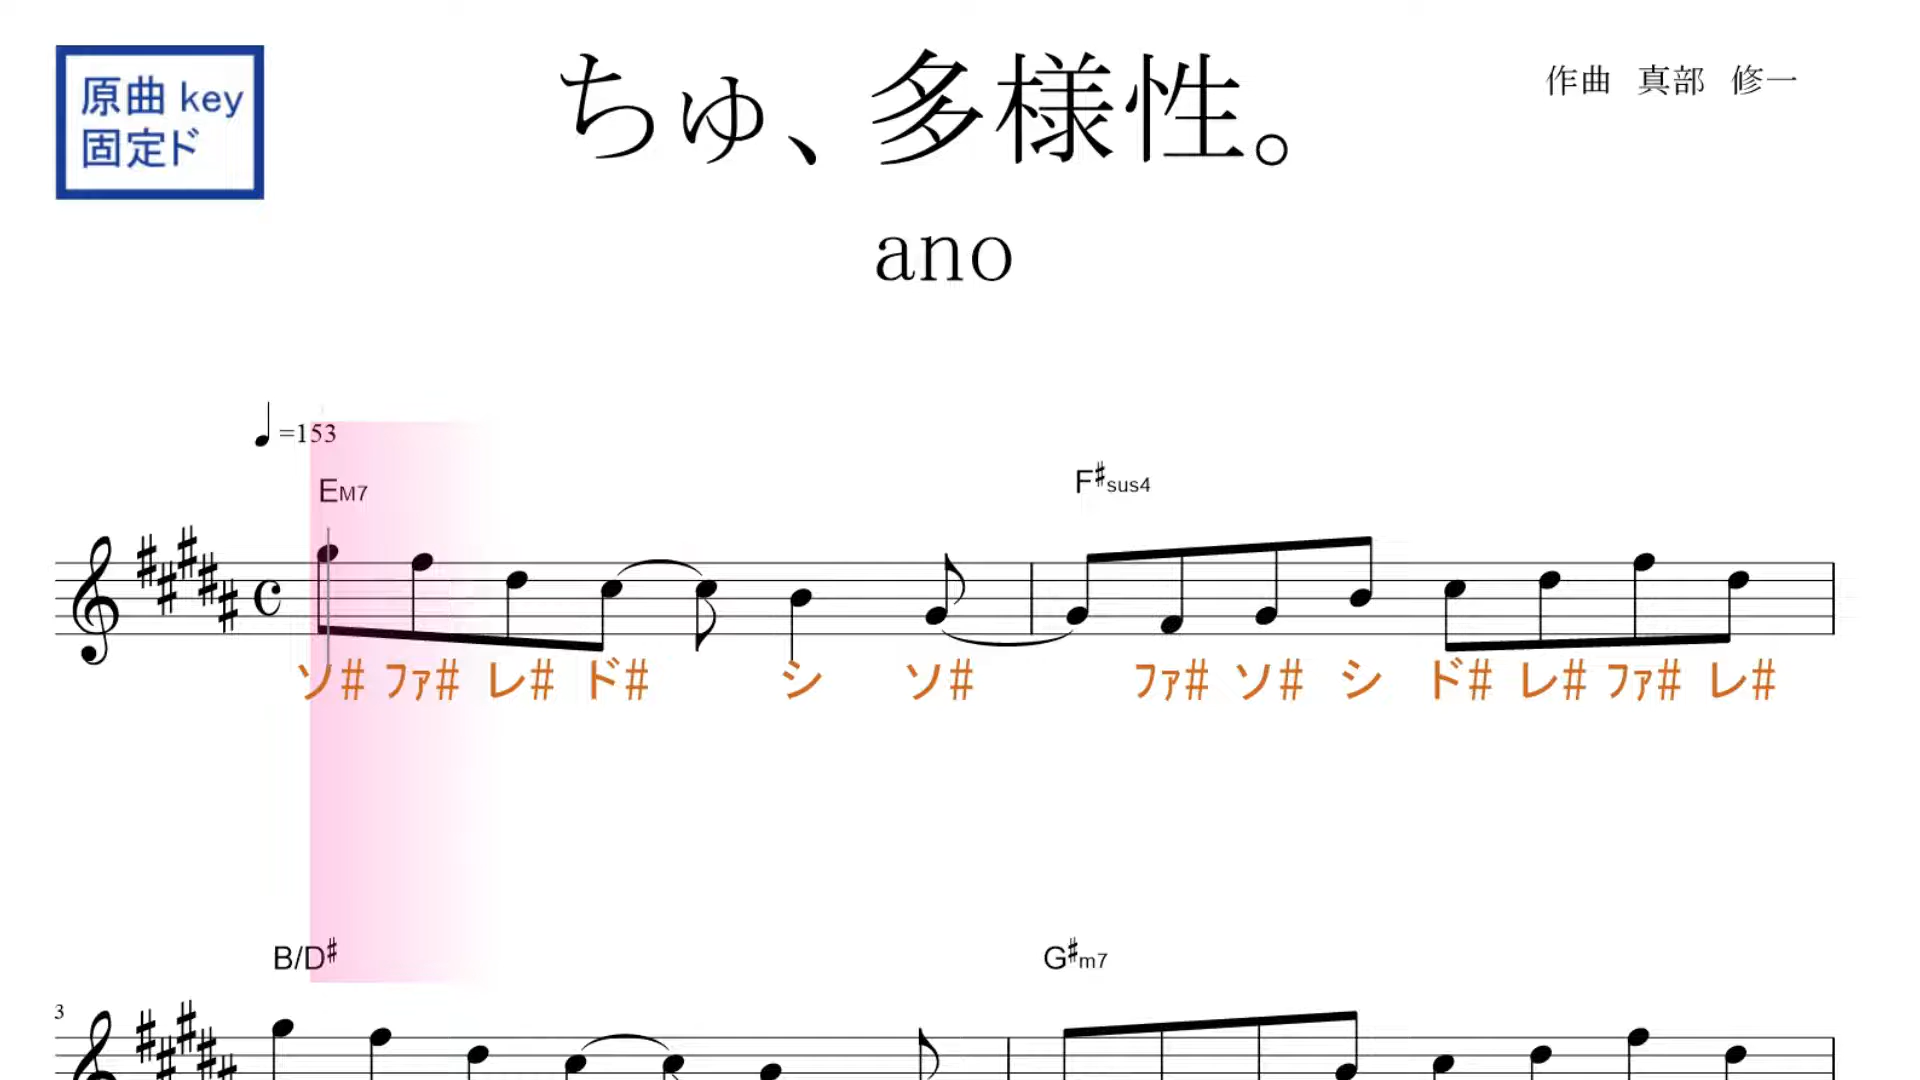 原曲 key
固定ド
ちゅ、多様性。
作曲 真部 修一
ano
=153
EM7
F♯sus4
ソ# ファ# レ# ド# シ ソ# ファ# ソ# シ ド# レ# ファ# レ#
B/D♯
G♯m7
3